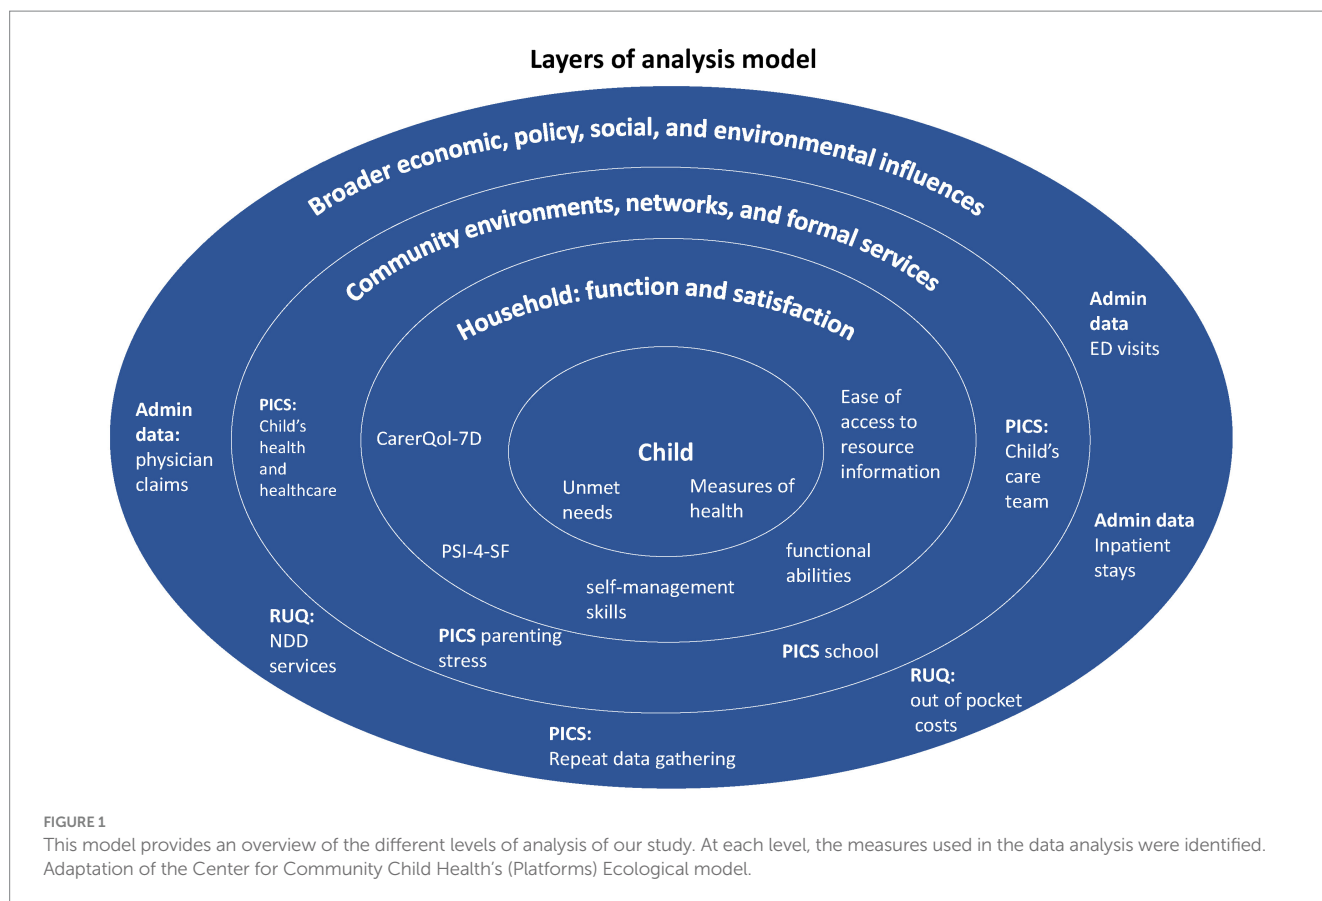 Layers of analysis model
Broader economic, policy, social, and environmental influences
Community environments, networks, and formal services
Household: function and satisfaction
Child
Unmet
needs
Measures of
health
CarerQol-7D
PSI-4-SF
self-management
skills
functional
abilities
Ease of
access to
resource
information
PICS:
Child's
health
and
healthcare
PICS parenting
stress
PICS school
PICS:
Child's
care
team
Admin
data:
physician
claims
RUQ:
NDD
services
PICS:
Repeat data gathering
RUQ:
out of pocket
costs
Admin data
Inpatient
stays
Admin
data
ED visits
FIGURE 1
This model provides an overview of the different levels of analysis of our study. At each level, the measures used in the data analysis were identified.
Adaptation of the Center for Community Child Health's (Platforms) Ecological model.